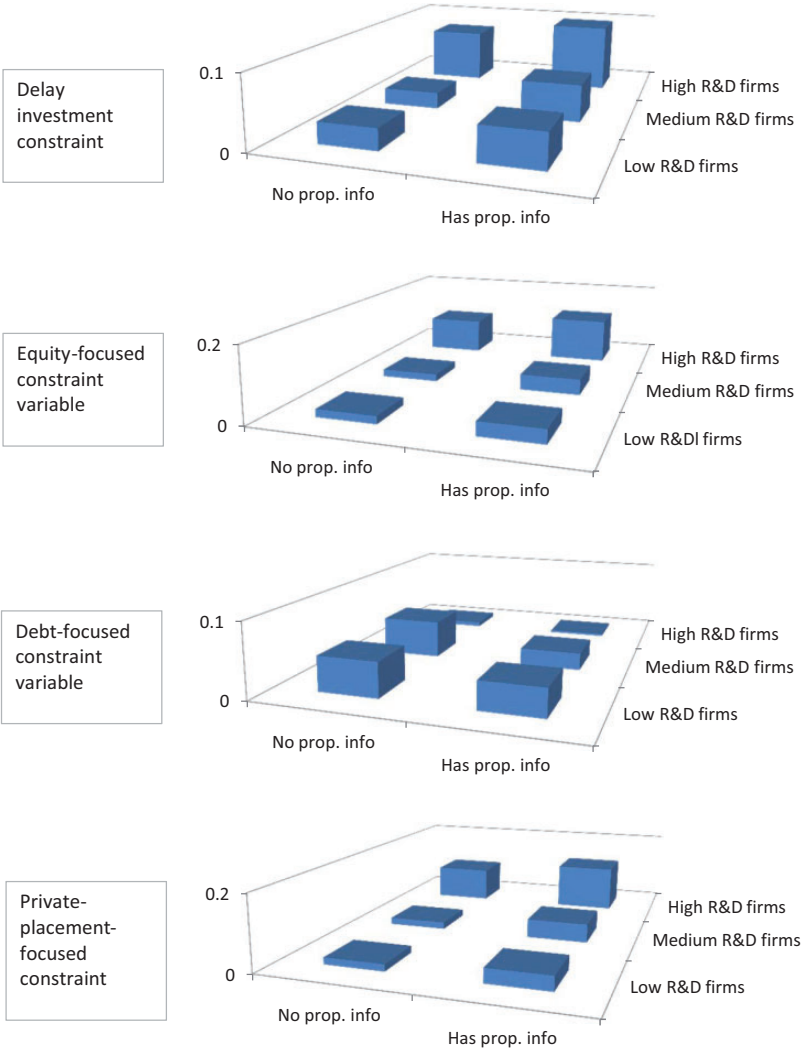 Delay
investment
constraint
0.1
0
No prop. info
Has prop. info
High R&D firms
Medium R&D firms
Low R&D firms
Equity-focused
constraint
variable
0.2
0
No prop. info
Has prop. info
High R&D firms
Medium R&D firms
Low R&Dl firms
Debt-focused
constraint
variable
0.1
0
No prop. info
Has prop. info
High R&D firms
Medium R&D firms
Low R&D firms
Private-
placement-
focused
constraint
0.2
0
No prop. info
Has prop. info
High R&D firms
Medium R&D firms
Low R&D firms